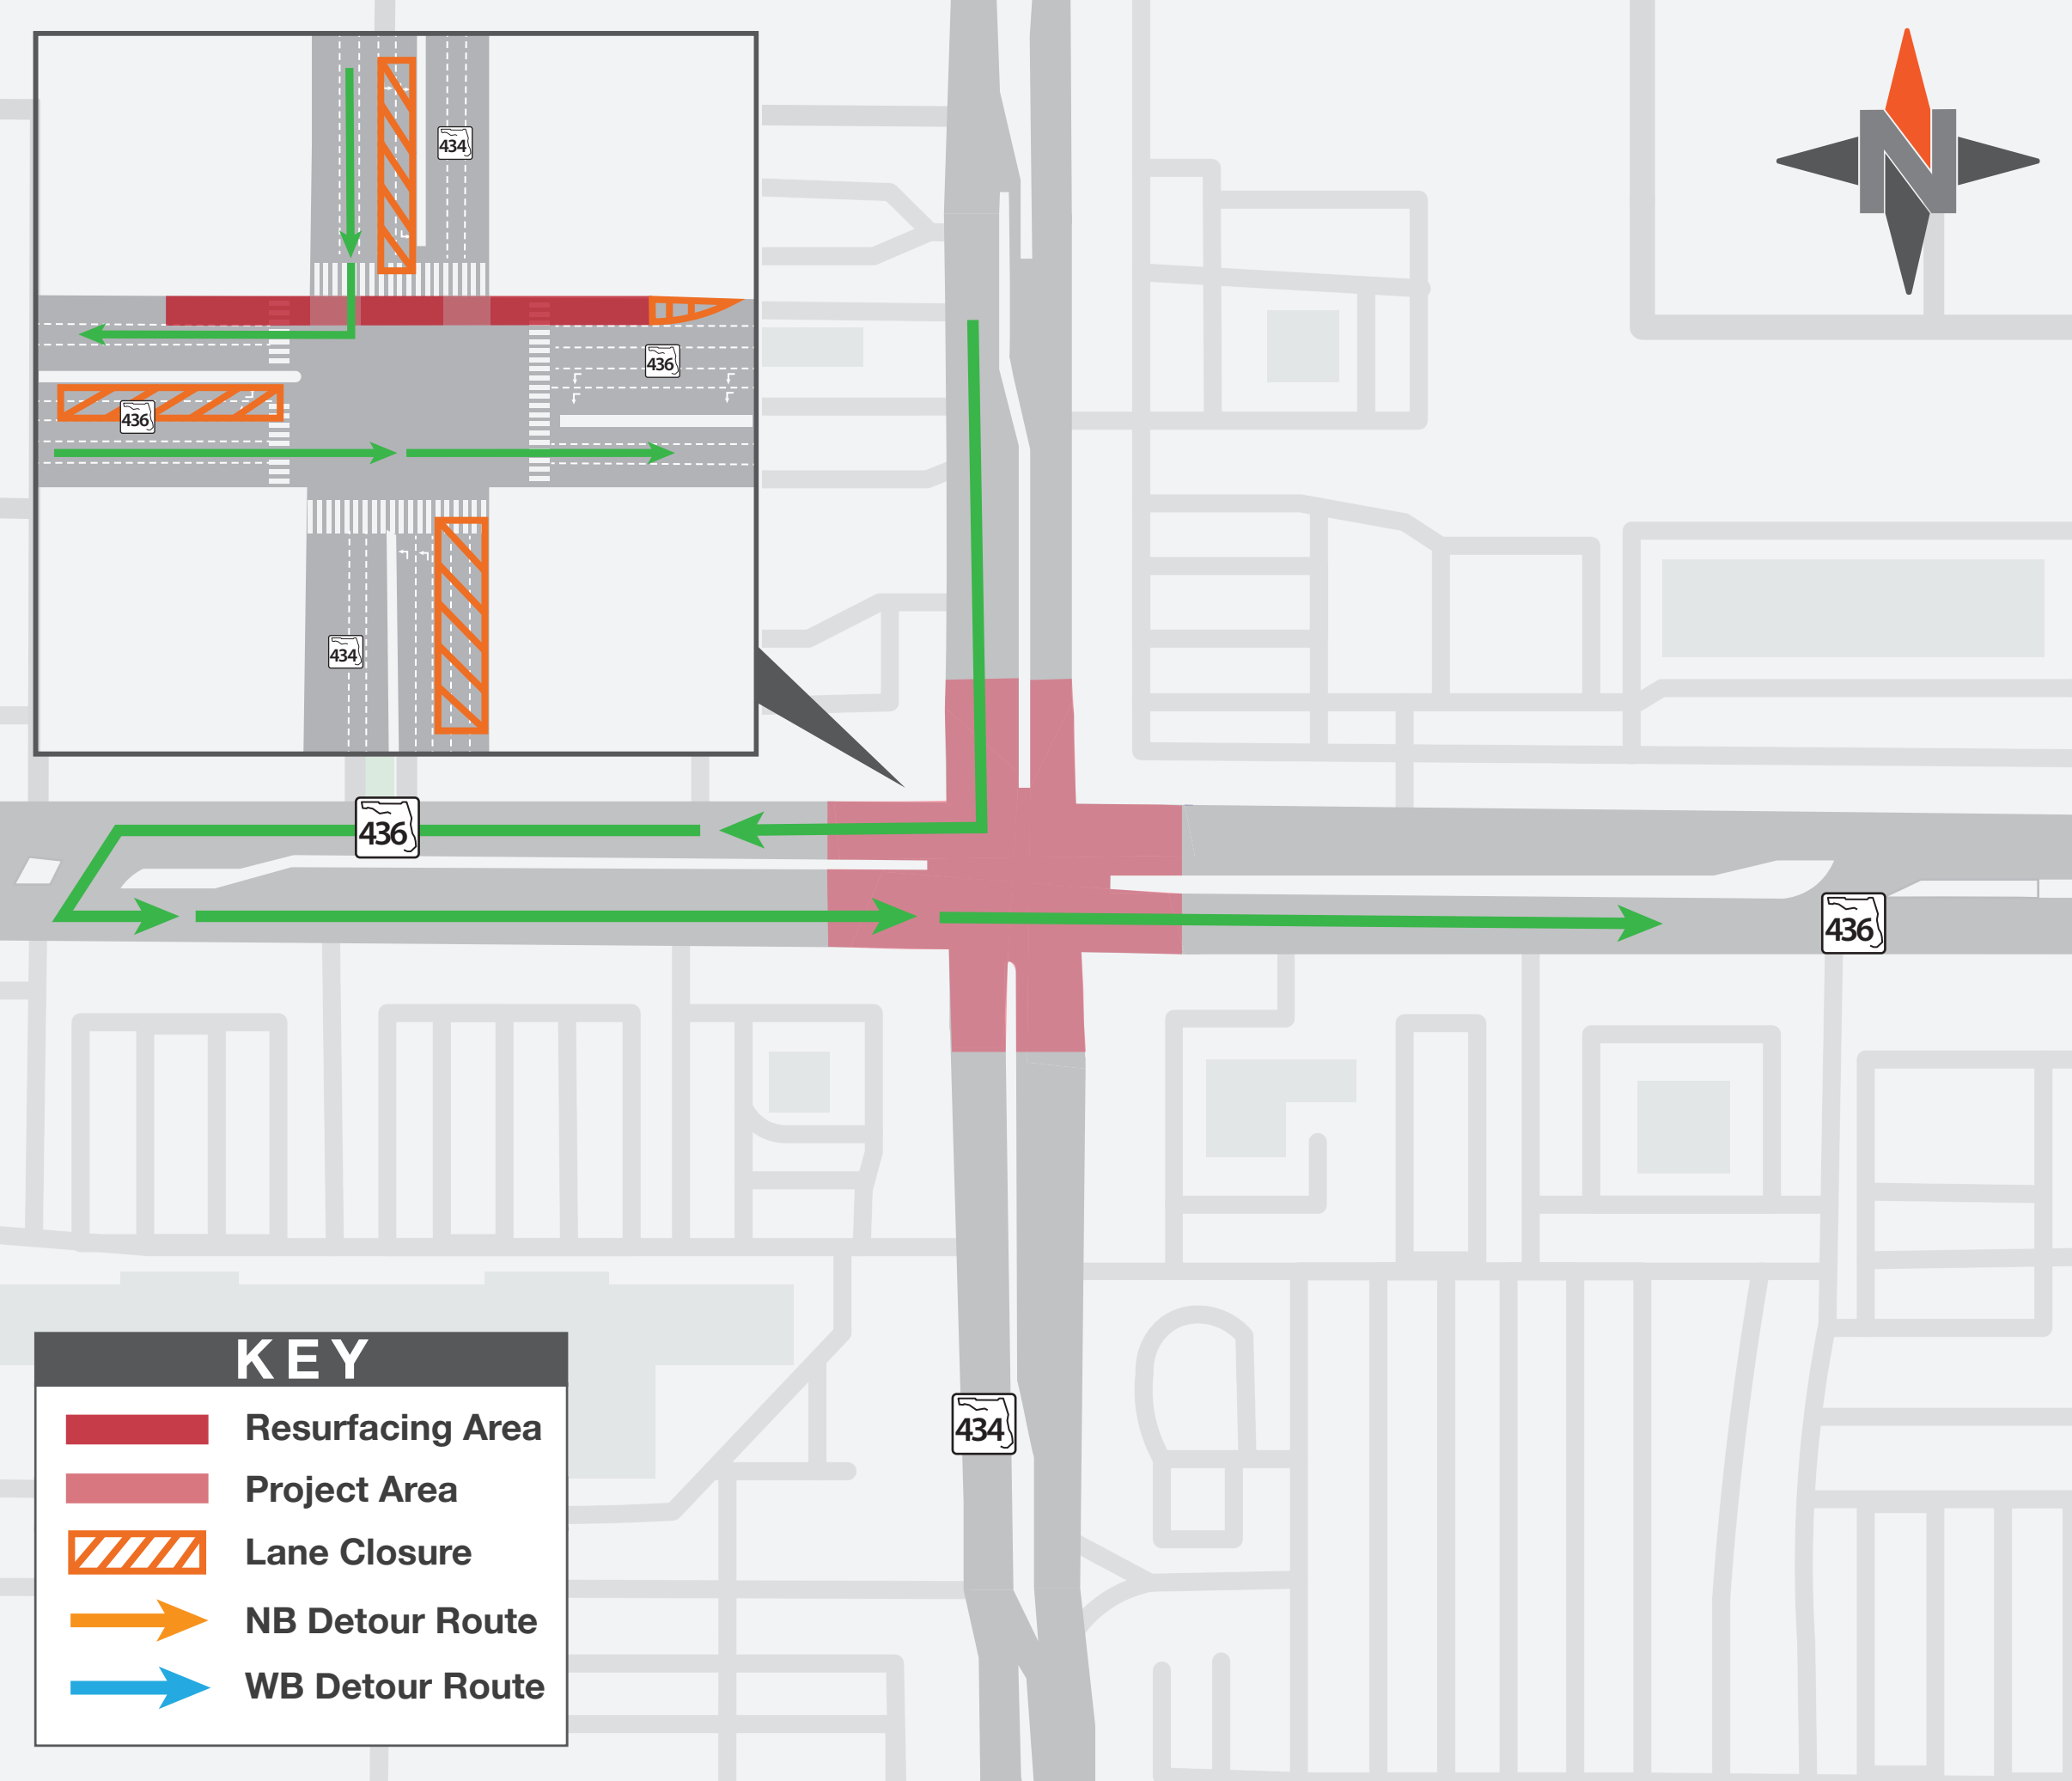 434
436
436
434
N
436
436
434
KEY
Resurfacing Area
Project Area
Lane Closure
NB Detour Route
WB Detour Route